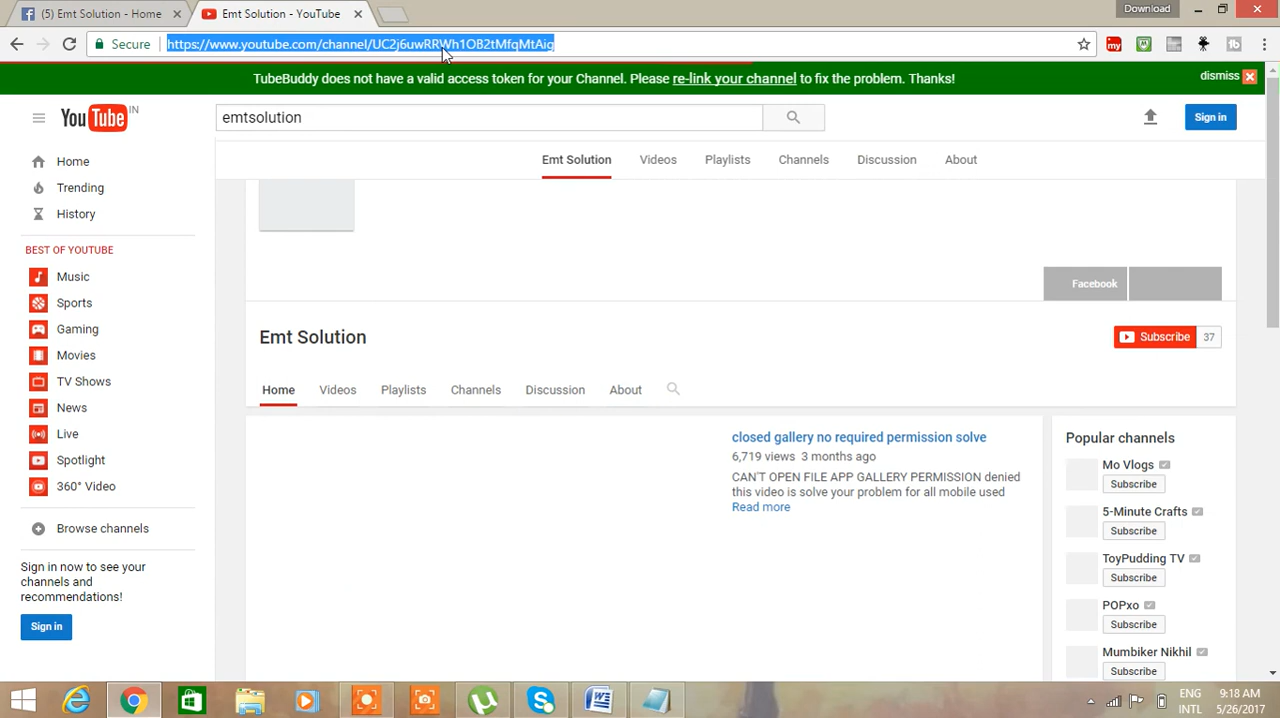 (5) Emt Solution - Home
Emt Solution - YouTube
Download
Secure
https://www.youtube.com/channel/UC2j6uwRRWh1OB2tMfqMtAig
my
fb
TubeBuddy does not have a valid access token for your Channel. Please re-link your channel to fix the problem. Thanks!
dismiss
YouTube
IN
emtsolution
Sign in
Emt Solution
Videos
Playlists
Channels
Discussion
About
Home
Trending
History
BEST OF YOUTUBE
Music
Sports
Gaming
Movies
TV Shows
News
Live
Spotlight
360° Video
Browse channels
Sign in now to see your
channels and
recommendations!
Sign in
Facebook
Emt Solution
Subscribe
37
Home
Videos
Playlists
Channels
Discussion
About
closed gallery no required permission solve
6,719 views 3 months ago
CAN'T OPEN FILE APP GALLERY PERMISSION denied
this video is solve your problem for all mobile used
Read more
Popular channels
Mo Vlogs
Subscribe
5-Minute Crafts
Subscribe
ToyPudding TV
Subscribe
POPxo
Subscribe
Mumbiker Nikhil
Subscribe
ENG
INTL
9:18 AM
5/26/2017